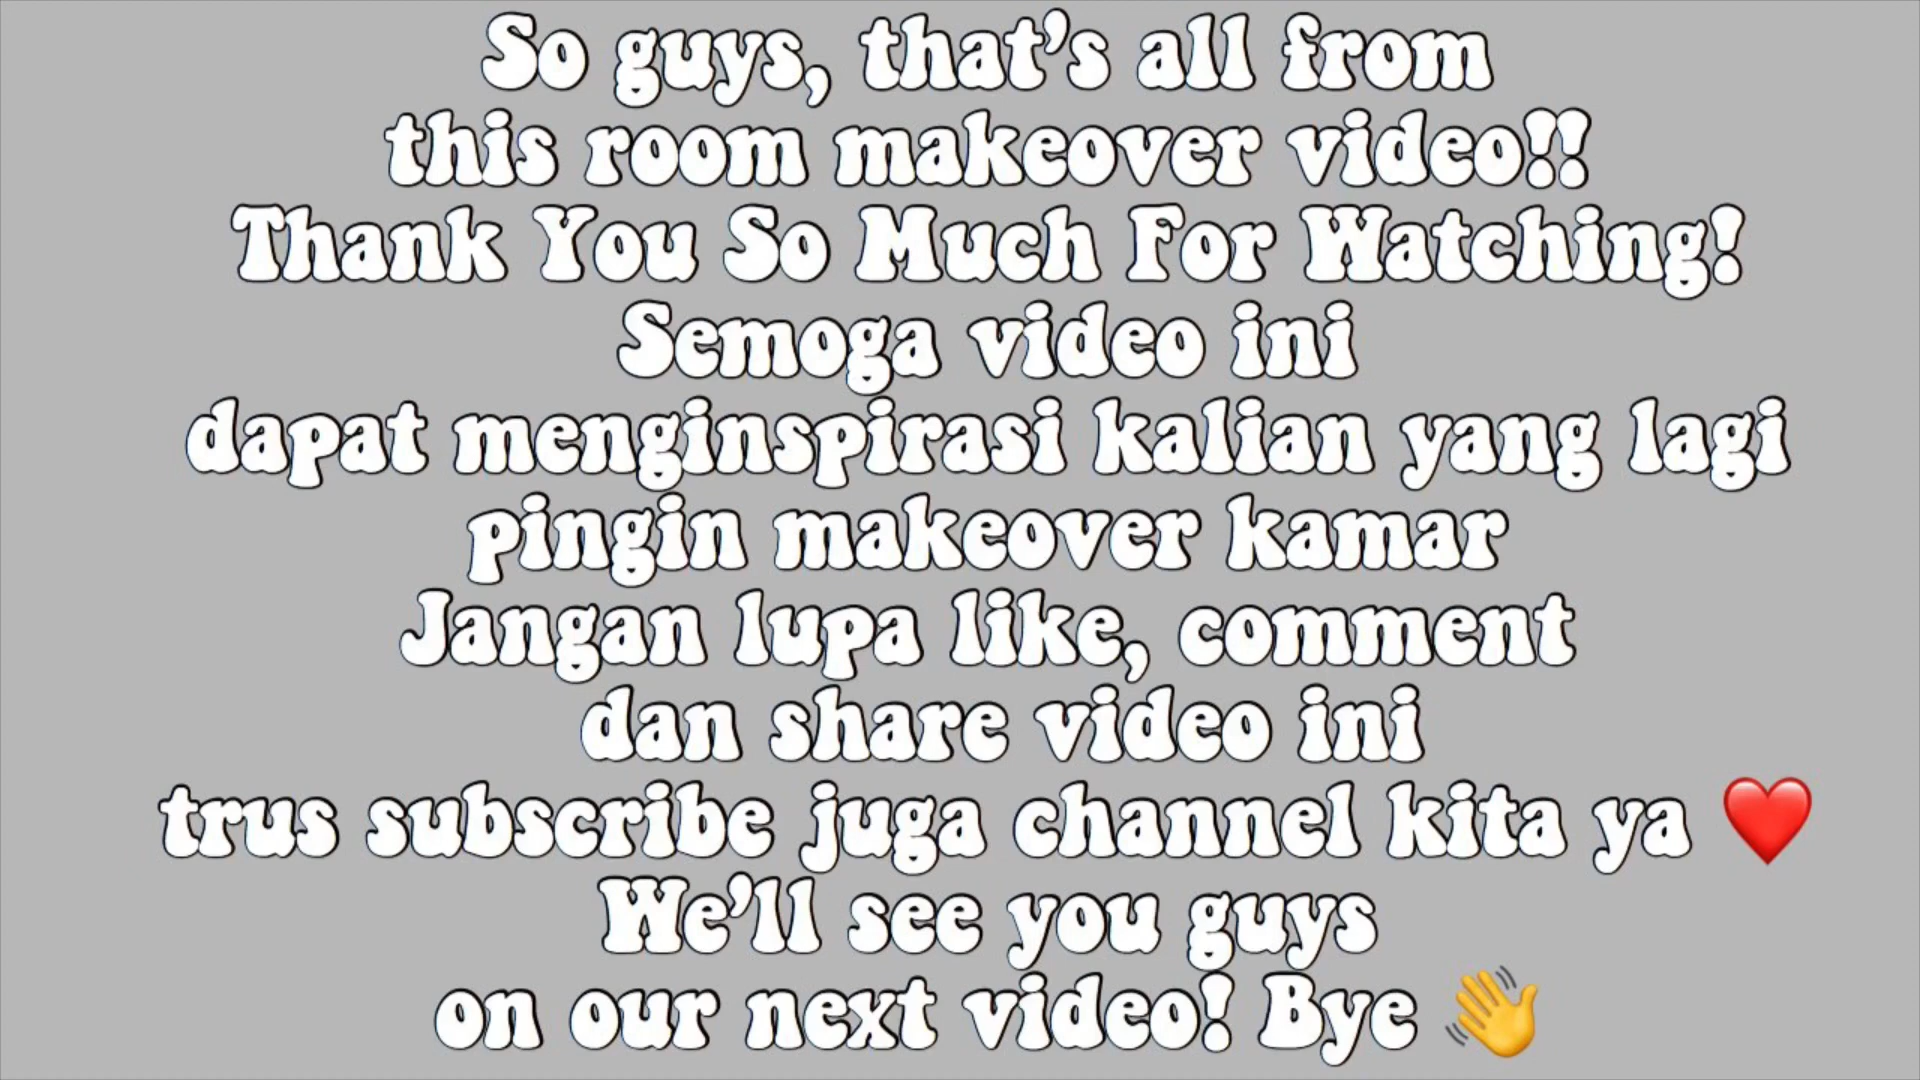 So guys, that's all from
this room makeover video!!
Thank You So Much For Watching!
Semoga video ini
dapat menginspirasi kalian yang lagi
pingin makeover kamar
Jangan lupa like, comment
dan share video ini
trus subscribe juga channel kita ya ❤️
We'll see you guys
on our next video! Bye 👋